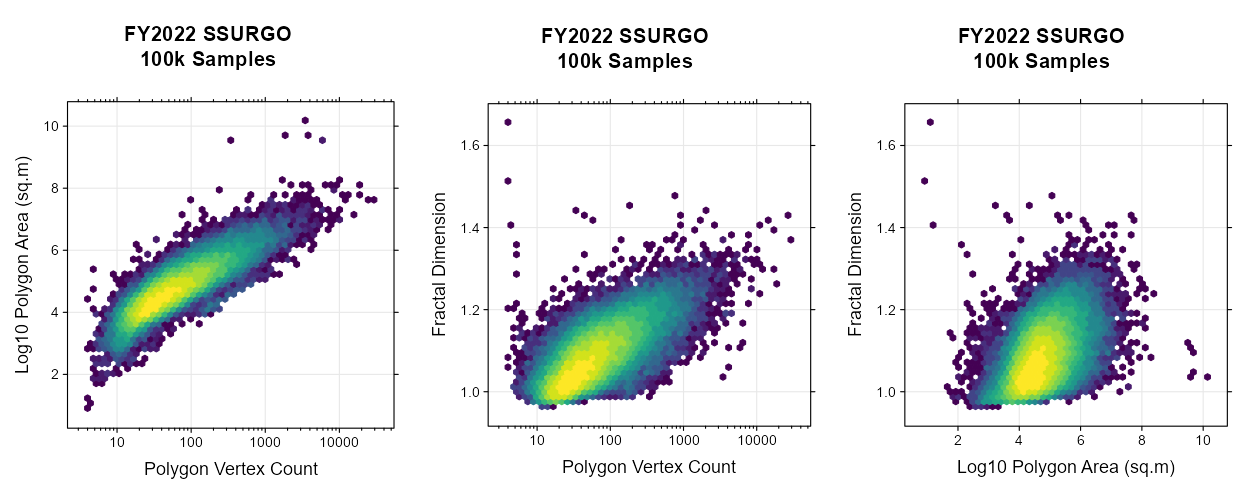 FY2022 SSURGO
100k Samples
Log10 Polygon Area (sq.m)
10
8
6
4
2
10
100
1000
10000
Polygon Vertex Count
FY2022 SSURGO
100k Samples
Fractal Dimension
1.6
1.4
1.2
1.0
10
100
1000
10000
Polygon Vertex Count
FY2022 SSURGO
100k Samples
Fractal Dimension
1.6
1.4
1.2
1.0
2
4
6
8
10
Log10 Polygon Area (sq.m)